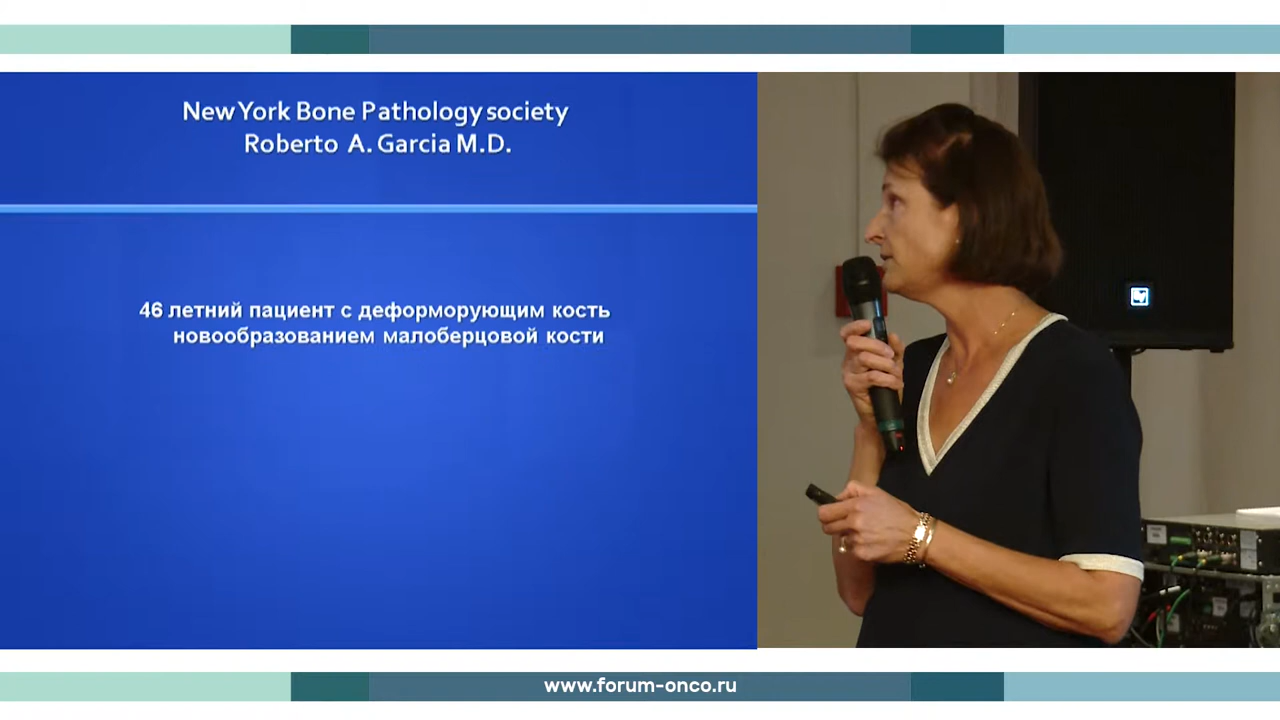 New York Bone Pathology society
Roberto A. Garcia M.D.
46 летний пациент с деформорующим кость
новообразованием малоберцовой кости
www.forum-onco.ru